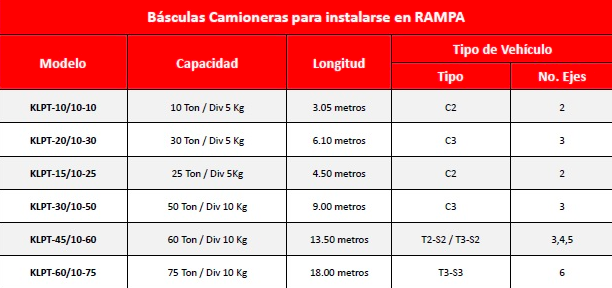 Básculas Camioneras para instalarse en RAMPA
Modelo Capacidad Longitud Tipo de Vehículo
Tipo No. Ejes
KLPT-10/10-10 10 Ton / Div 5 Kg 3.05 metros C2 2
KLPT-20/10-30 30 Ton / Div 5 Kg 6.10 metros C3 3
KLPT-15/10-25 25 Ton / Div 5Kg 4.50 metros C2 2
KLPT-30/10-50 50 Ton / Div 10 Kg 9.00 metros C3 3
KLPT-45/10-60 60 Ton / Div 10 Kg 13.50 metros T2-S2 / T3-S2 3,4,5
KLPT-60/10-75 75 Ton / Div 10 Kg 18.00 metros T3-S3 6